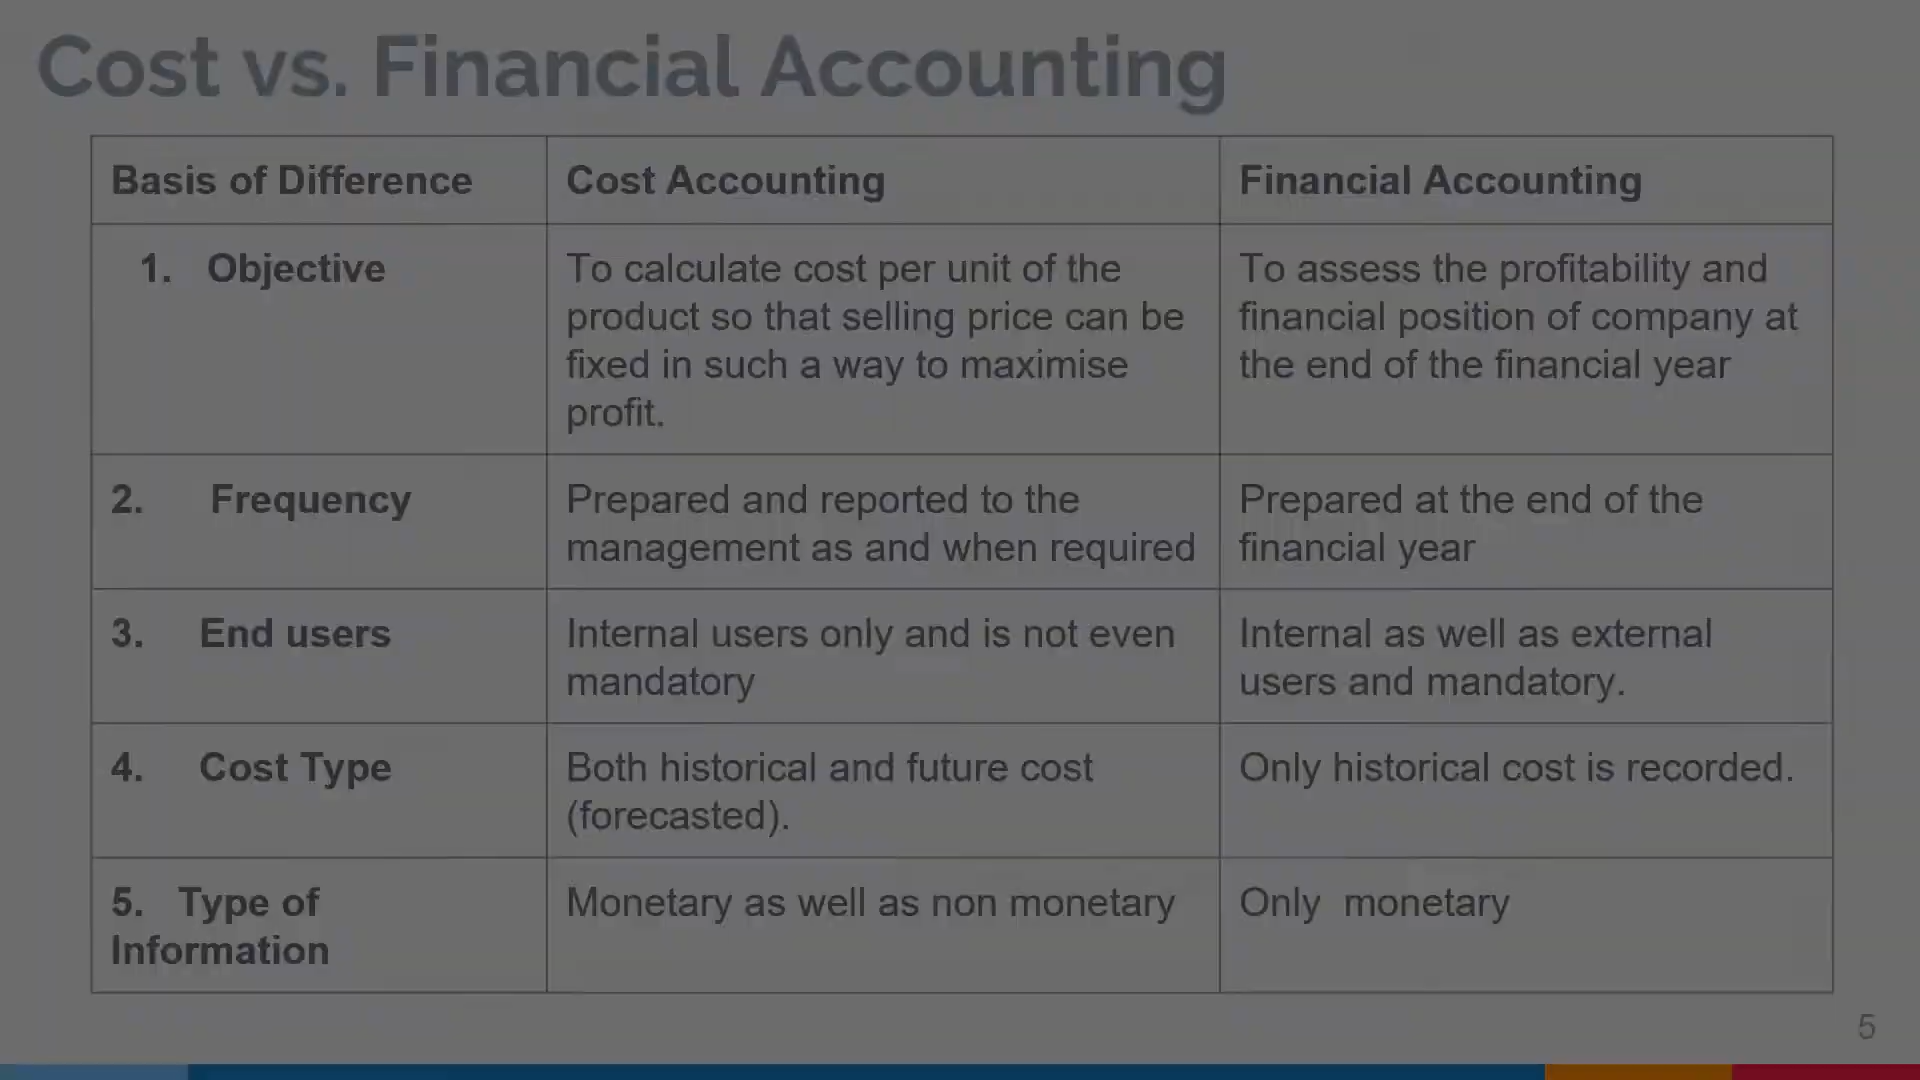 Cost vs. Financial Accounting
Basis of Difference
Cost Accounting
Financial Accounting
1. Objective
To calculate cost per unit of the
product so that selling price can be
fixed in such a way to maximise
profit.
To assess the profitability and
financial position of company at
the end of the financial year
2. Frequency
Prepared and reported to the
management as and when required
Prepared at the end of the
financial year
3. End users
Internal users only and is not even
mandatory
Internal as well as external
users and mandatory.
4. Cost Type
Both historical and future cost
(forecasted).
Only historical cost is recorded.
5. Type of
Information
Monetary as well as non monetary
Only monetary
5